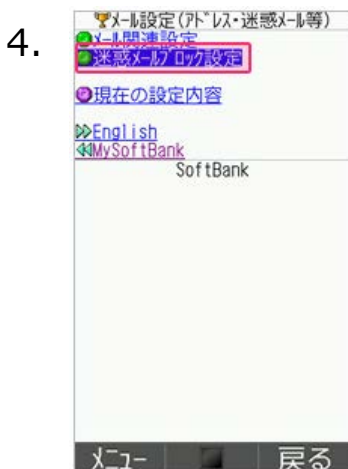 4.
メール設定(アドレス・迷惑メール等)
メール関連設定
迷惑メールブロック設定
現在の設定内容
English
MySoftBank
SoftBank
メニュー 戻る